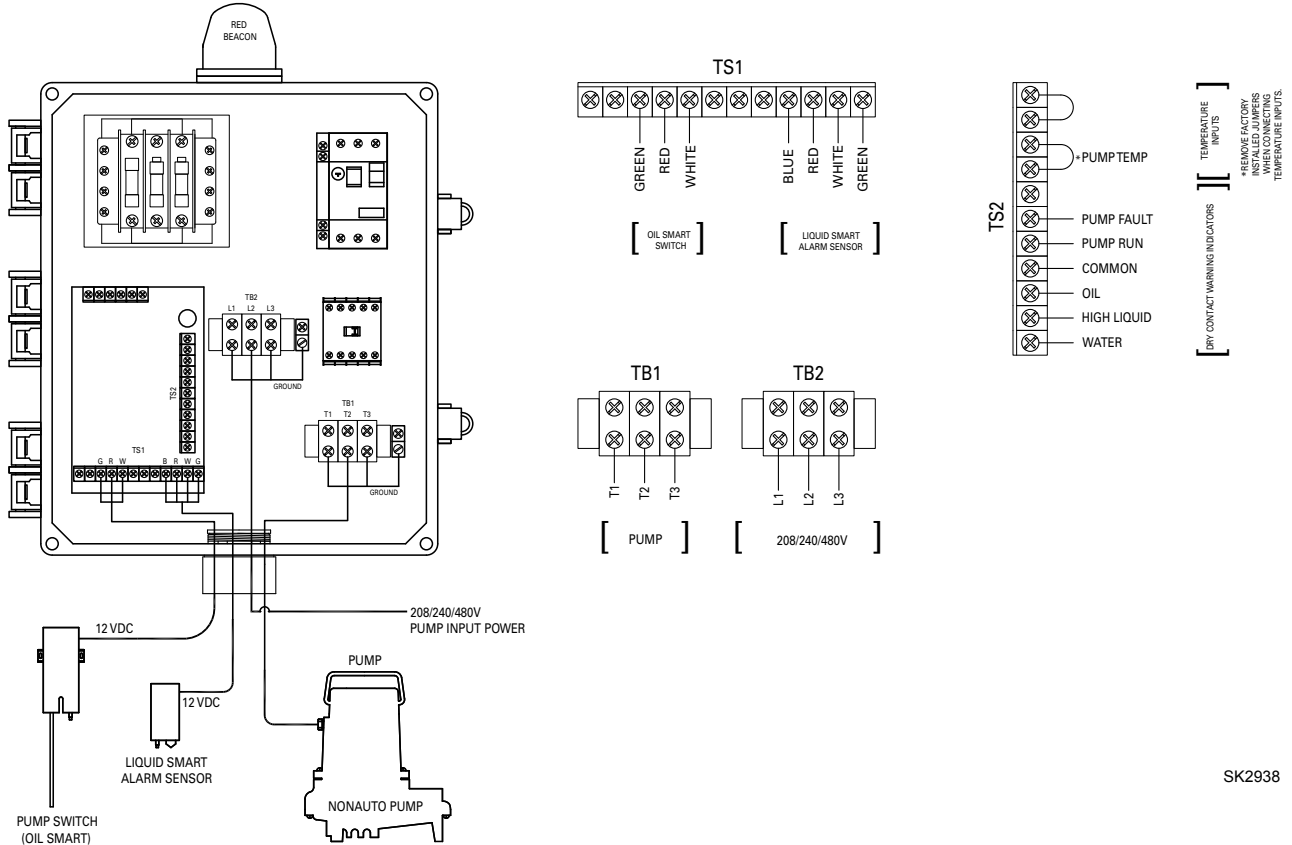 RED
BEACON
TB2
L1 L2 L3
GROUND
TS2
TB1
T1 T2 T3
GROUND
TS1
G R W B R W G
12 VDC
208/240/480V
PUMP INPUT POWER
PUMP
12 VDC
LIQUID SMART
ALARM SENSOR
NONAUTO PUMP
PUMP SWITCH
(OIL SMART)
TS1
GREEN
RED
WHITE
BLUE
RED
WHITE
GREEN
[ OIL SMART
SWITCH ]
[ LIQUID SMART
ALARM SENSOR ]
TB1
T1
T2
T3
[ PUMP ]
TB2
L1
L2
L3
[ 208/240/480V ]
TS2
*PUMP TEMP
PUMP FAULT
PUMP RUN
COMMON
OIL
HIGH LIQUID
WATER
[ TEMPERATURE
INPUTS ]
*REMOVE FACTORY
INSTALLED JUMPERS
WHEN CONNECTING
TEMPERATURE INPUTS.
[ DRY CONTACT WARNING INDICATORS ]
SK2938